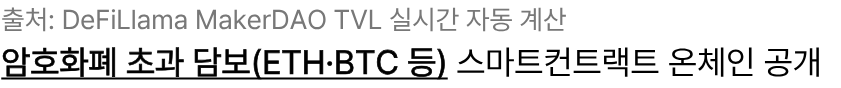 출처: DeFiLlama MakerDAO TVL 실시간 자동 계산
암호화폐 초과 담보(ETH·BTC 등) 스마트컨트랙트 온체인 공개